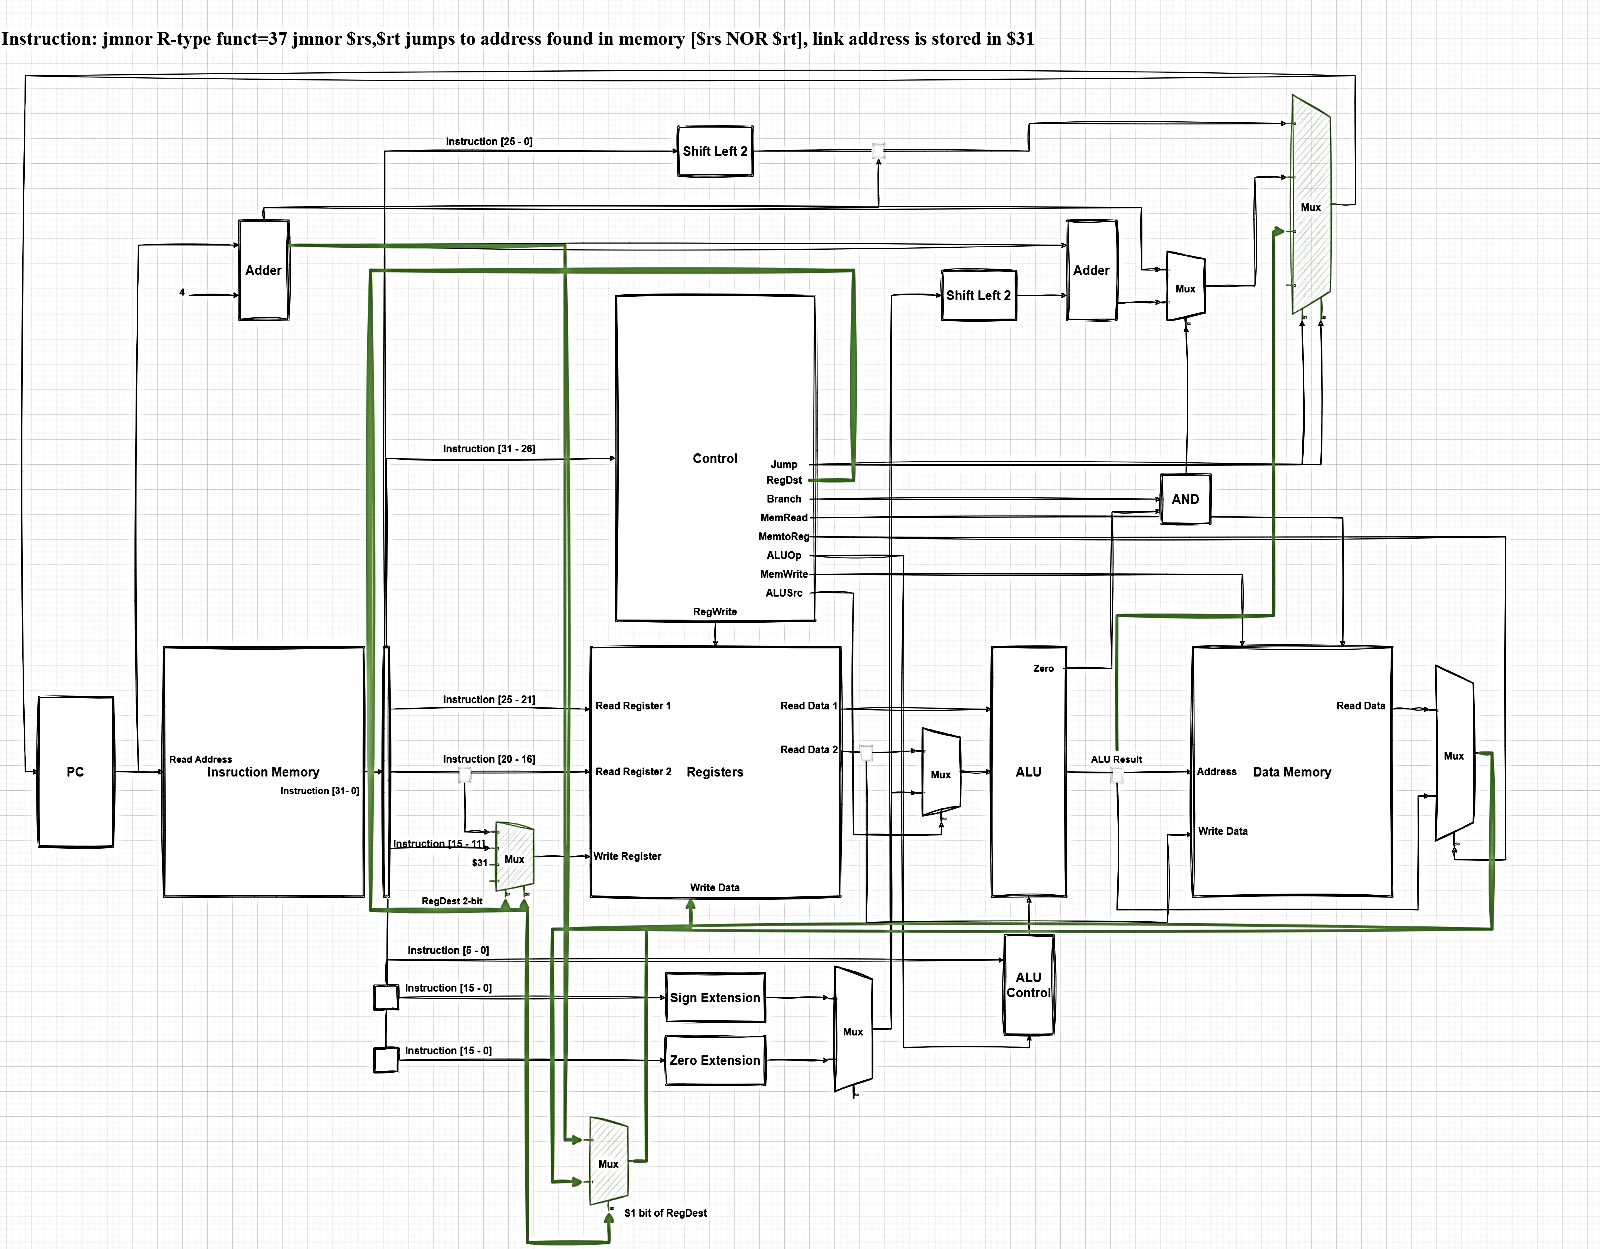 Instruction: jmnor R-type funct=37 jmnor $rs,$rt jumps to address found in memory [$rs NOR $rt], link address is stored in $31
Instruction [25 - 0]
Shift Left 2
Mux
Adder
4
Adder
Shift Left 2
Mux
Instruction [31 - 26]
Control
Jump
RegDst
Branch
MemRead
MemtoReg
ALUOp
MemWrite
ALUSrc
RegWrite
AND
PC
Read Address
Insruction Memory
Instruction [31- 0]
Instruction [25 - 21]
Instruction [20 - 16]
Instruction [15 - 11]
$31
Mux
RegDest 2-bit
Read Register 1
Read Register 2
Registers
Write Register
Write Data
Read Data 1
Read Data 2
Mux
Zero
ALU
ALU Result
Address
Data Memory
Write Data
Read Data
Mux
Instruction [5 - 0]
Instruction [15 - 0]
Sign Extension
Instruction [15 - 0]
Zero Extension
Mux
ALU
Control
Mux
S1 bit of RegDest